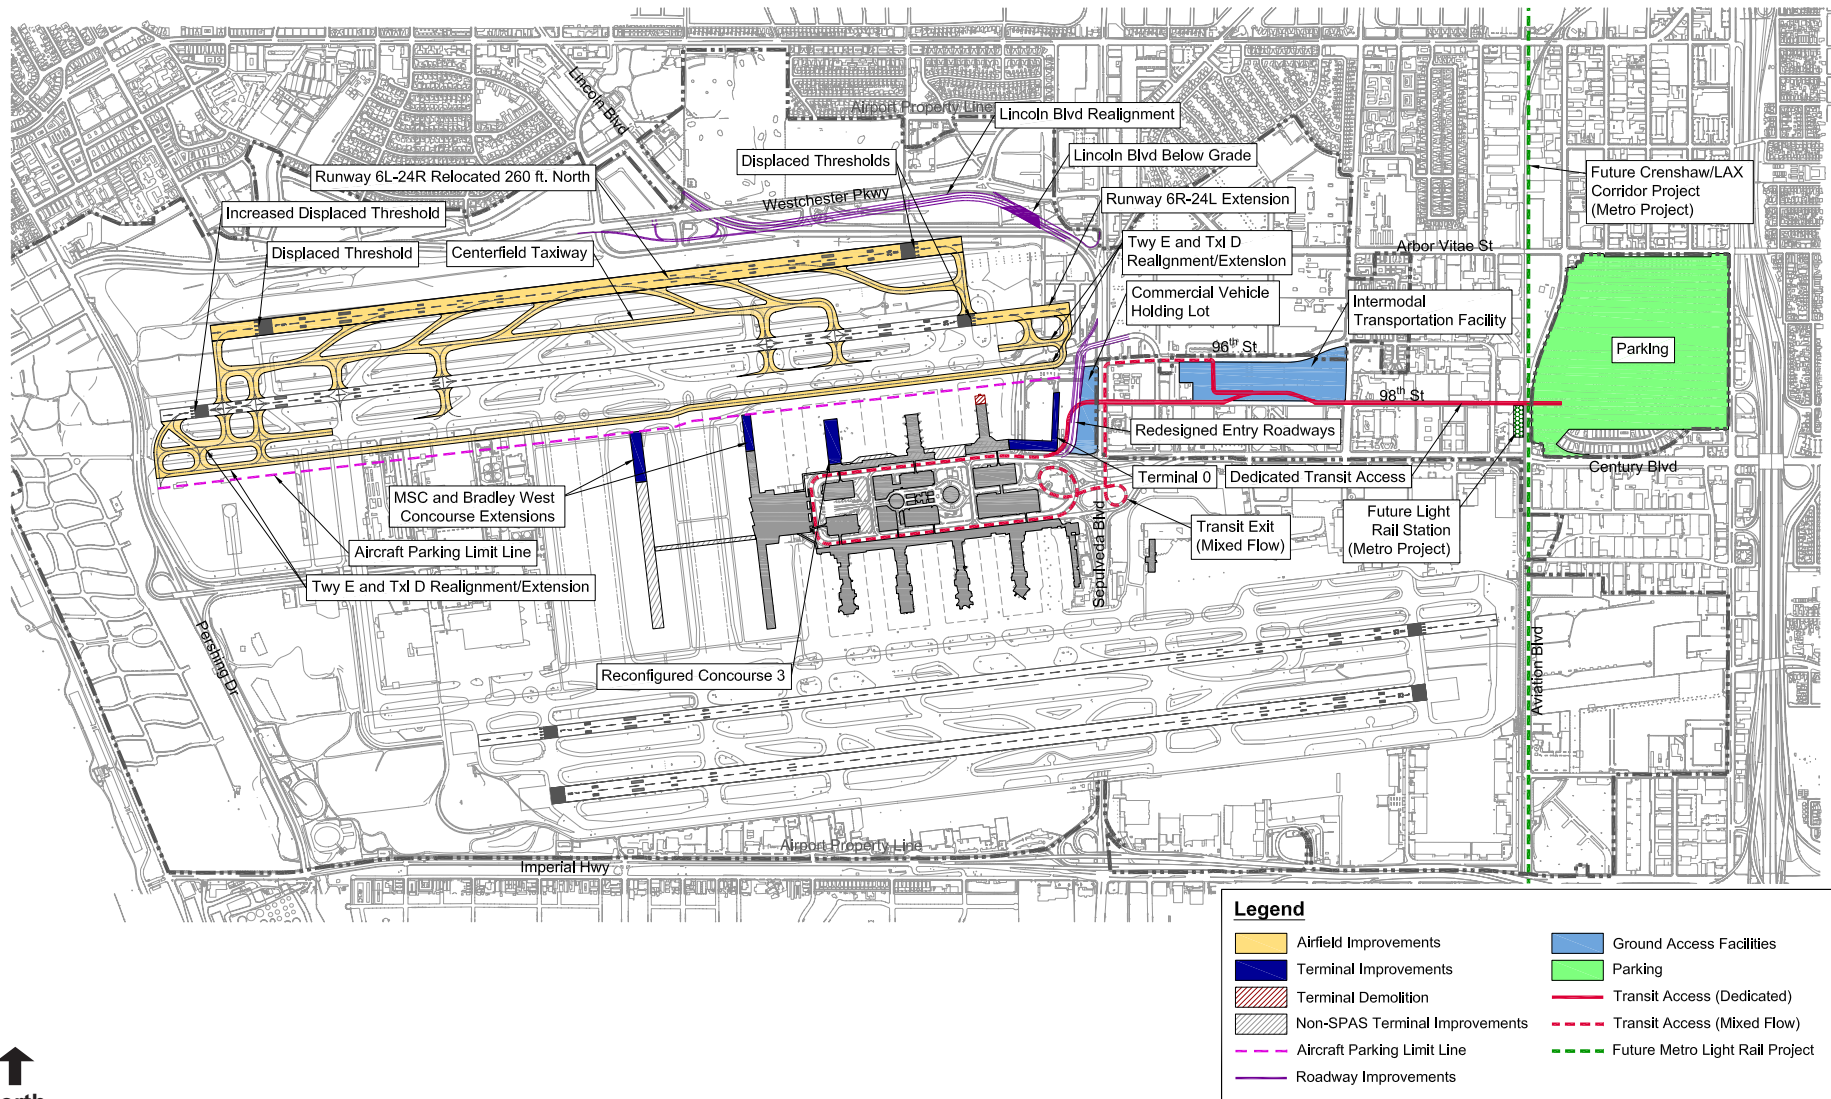 Lincoln Blvd
Airport Property Line
Lincoln Blvd Realignment
Displaced Thresholds
Lincoln Blvd Below Grade
Runway 6L-24R Relocated 260 ft. North
Westchester Pkwy
Runway 6R-24L Extension
Future Crenshaw/LAX
Corridor Project
(Metro Project)
Increased Displaced Threshold
Displaced Threshold
Centerfield Taxiway
Twy E and Txl D
Realignment/Extension
Arbor Vitae St
Commercial Vehicle
Holding Lot
Intermodal
Transportation Facility
96th St
Parking
98th St
Redesigned Entry Roadways
Terminal 0
Dedicated Transit Access
Century Blvd
MSC and Bradley West
Concourse Extensions
Transit Exit
(Mixed Flow)
Future Light
Rail Station
(Metro Project)
Aircraft Parking Limit Line
Twy E and Txl D Realignment/Extension
Sepulveda Blvd
Pershing Dr
Reconfigured Concourse 3
Aviation Blvd
Airport Property Line
Imperial Hwy
Legend
Airfield Improvements
Terminal Improvements
Terminal Demolition
Non-SPAS Terminal Improvements
Aircraft Parking Limit Line
Roadway Improvements
Ground Access Facilities
Parking
Transit Access (Dedicated)
Transit Access (Mixed Flow)
Future Metro Light Rail Project